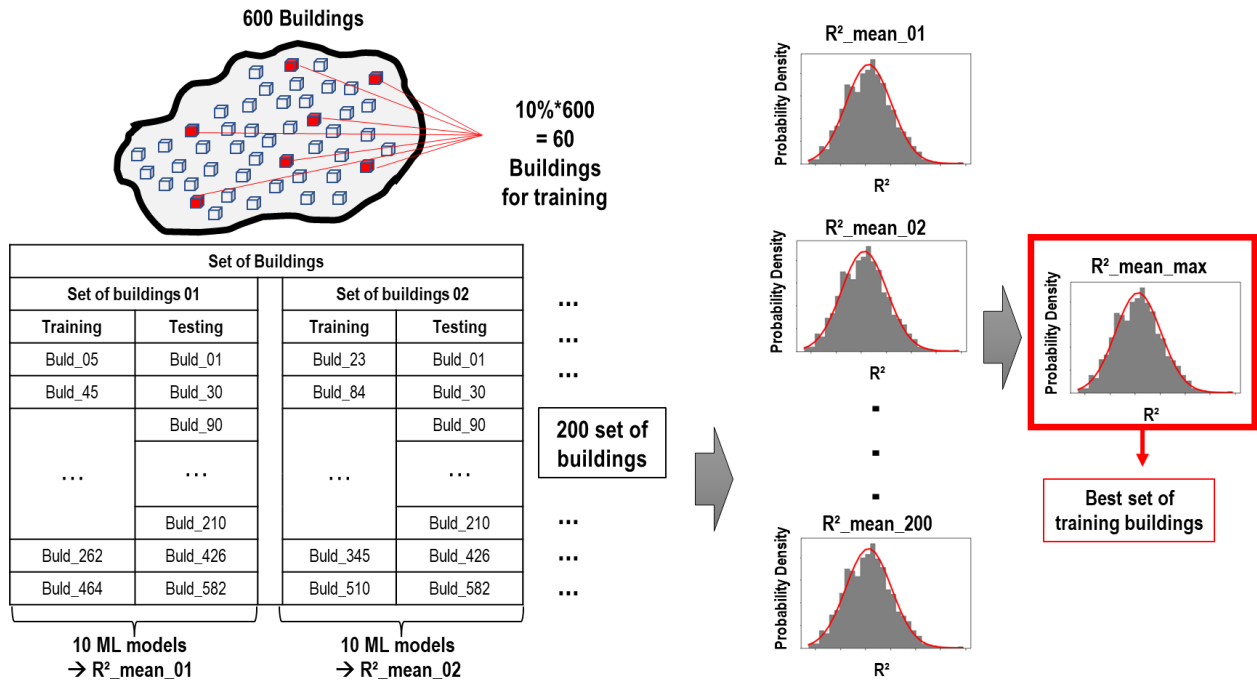 600 Buildings
10%*600
= 60
Buildings
for training
Set of Buildings
Set of buildings 01
Set of buildings 02
Training
Testing
Training
Testing
Buld_05
Buld_01
Buld_23
Buld_01
Buld_45
Buld_30
Buld_84
Buld_30
Buld_90
Buld_90
…
…
…
…
Buld_210
Buld_210
Buld_262
Buld_426
Buld_345
Buld_426
Buld_464
Buld_582
Buld_510
Buld_582
10 ML models
→ R²_mean_01
10 ML models
→ R²_mean_02
...
...
...
200 set of
buildings
...
...
...
R²_mean_01
Probability Density
R²
R²_mean_02
Probability Density
R²
R²_mean_200
Probability Density
R²
R²_mean_max
Probability Density
R²
Best set of
training buildings